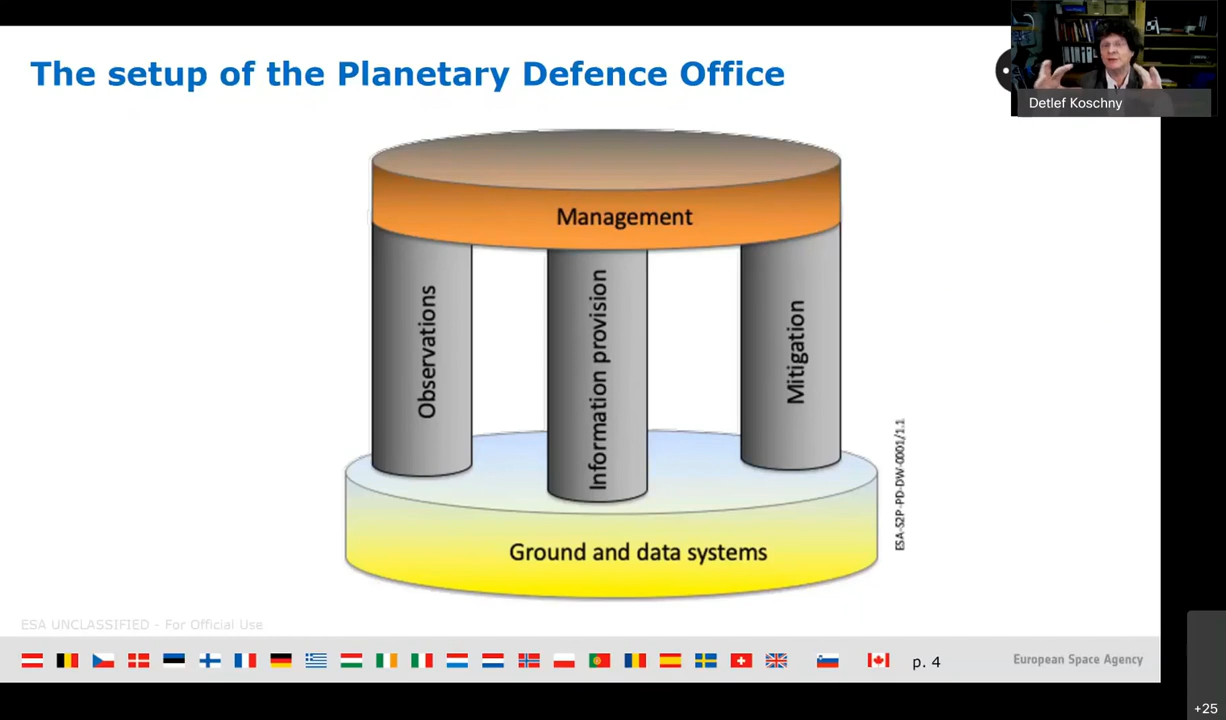 The setup of the Planetary Defence Office
Detlef Koschny
Management
Observations
Information provision
Mitigation
Ground and data systems
ESA-S2P-PD-DW-0001/1.1
ESA UNCLASSIFIED - For Official Use
p. 4
European Space Agency
+25